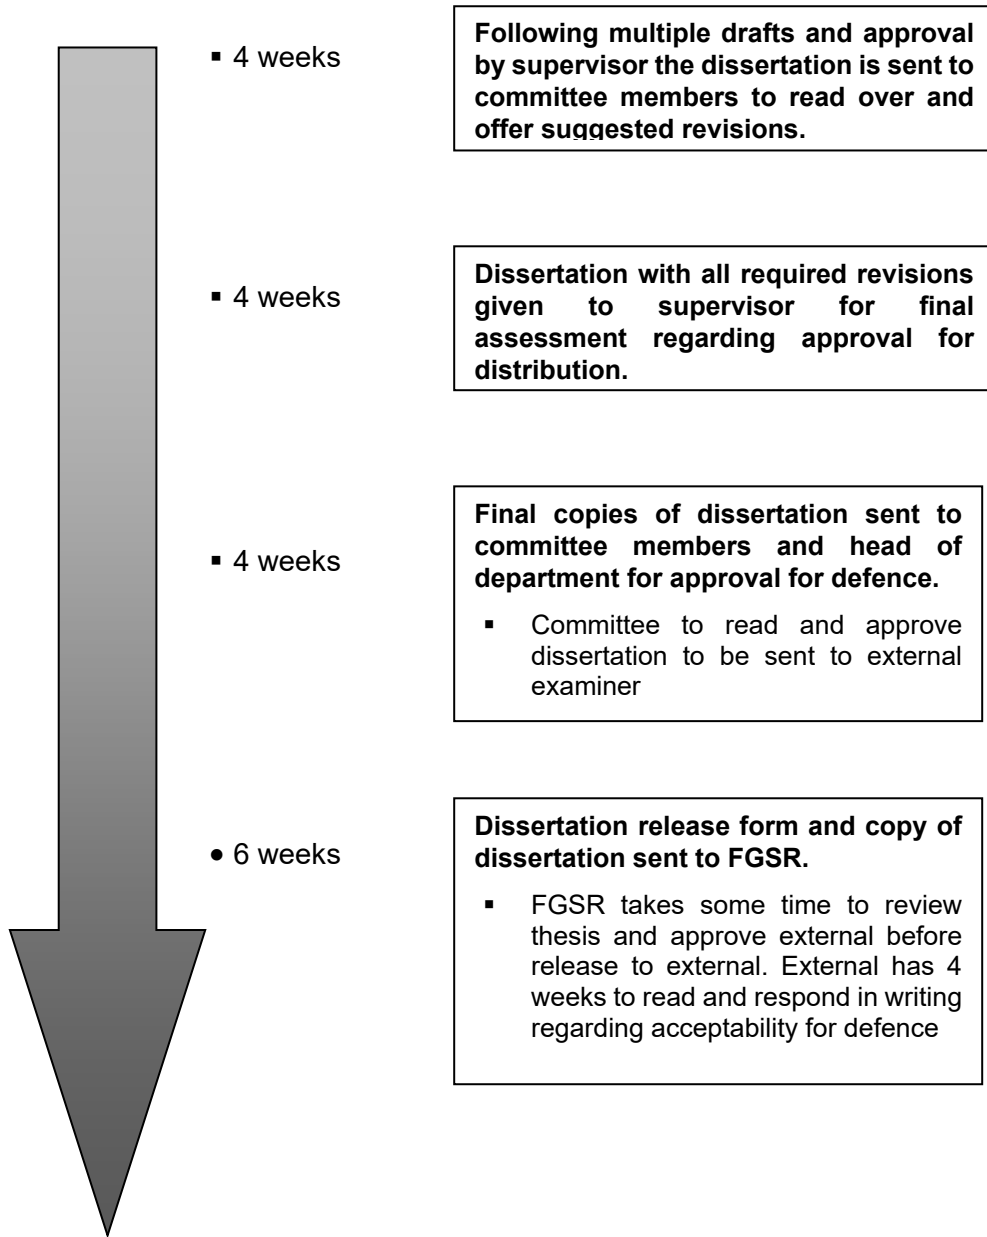 ▪ 4 weeks
Following multiple drafts and approval
by supervisor the dissertation is sent to
committee members to read over and
offer suggested revisions.
▪ 4 weeks
Dissertation with all required revisions
given to supervisor for final
assessment regarding approval for
distribution.
▪ 4 weeks
Final copies of dissertation sent to
committee members and head of
department for approval for defence.
▪ Committee to read and approve
dissertation to be sent to external
examiner
● 6 weeks
Dissertation release form and copy of
dissertation sent to FGSR.
▪ FGSR takes some time to review
thesis and approve external before
release to external. External has 4
weeks to read and respond in writing
regarding acceptability for defence